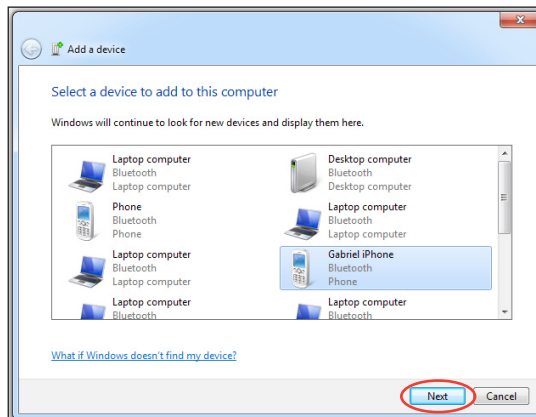 Add a device
Select a device to add to this computer
Windows will continue to look for new devices and display them here.
Laptop computer
Bluetooth
Laptop computer
Desktop computer
Bluetooth
Desktop computer
Phone
Bluetooth
Phone
Laptop computer
Bluetooth
Laptop computer
Laptop computer
Bluetooth
Laptop computer
Gabriel iPhone
Bluetooth
Phone
Laptop computer
Bluetooth
Laptop computer
Bluetooth
What if Windows doesn't find my device?
Next
Cancel